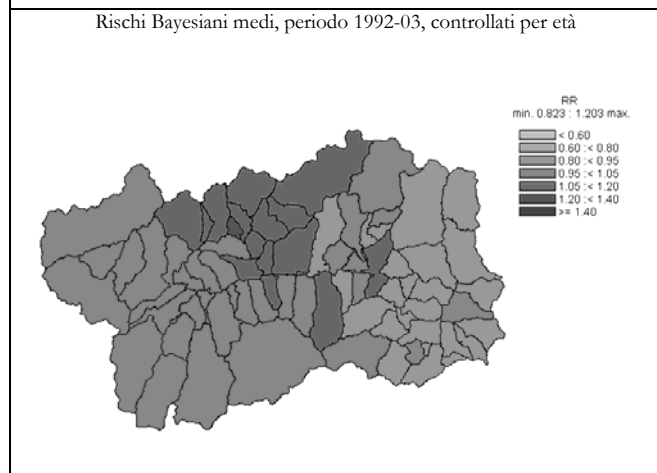 Rischi Bayesiani medi, periodo 1992-03, controllati per età
RR
min. 0.823 : 1.203 max.
< 0.60
0.60 :< 0.80
0.80 :< 0.95
0.95 :< 1.05
1.05 :< 1.20
1.20 :< 1.40
>= 1.40